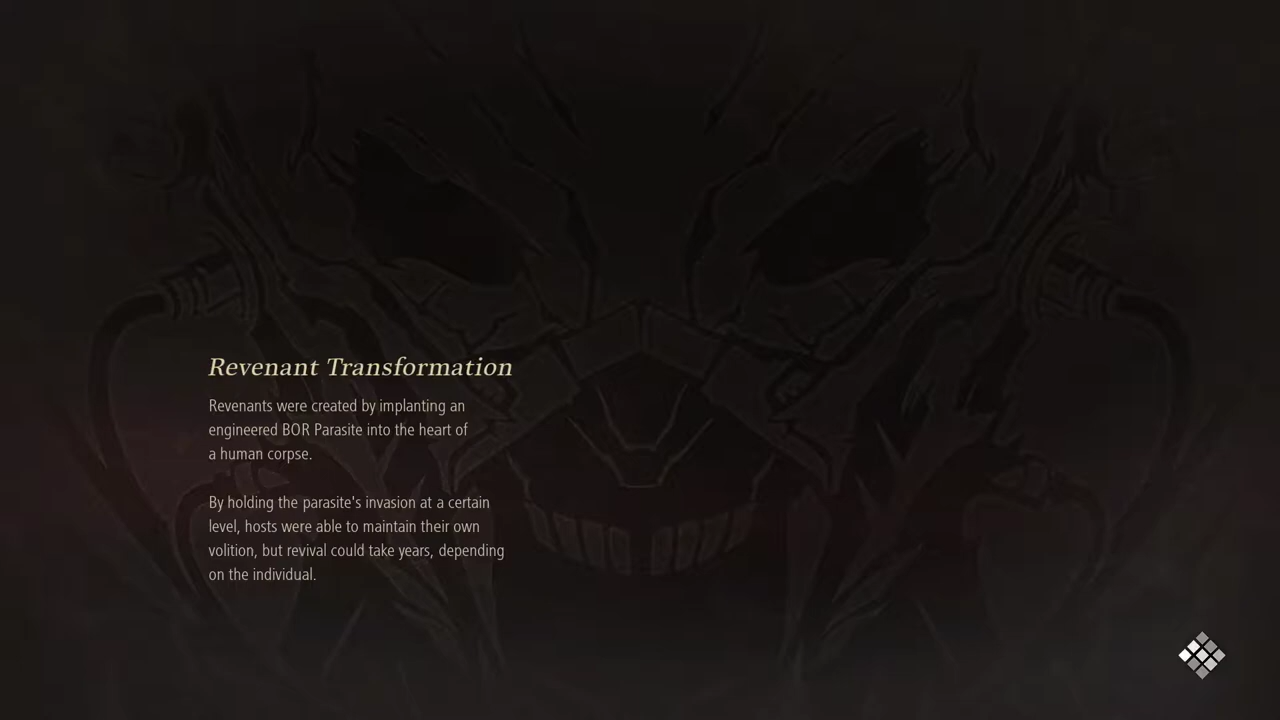 Revenant Transformation
Revenants were created by implanting an
engineered BOR Parasite into the heart of
a human corpse.
By holding the parasite's invasion at a certain
level, hosts were able to maintain their own
volition, but revival could take years, depending
on the individual.